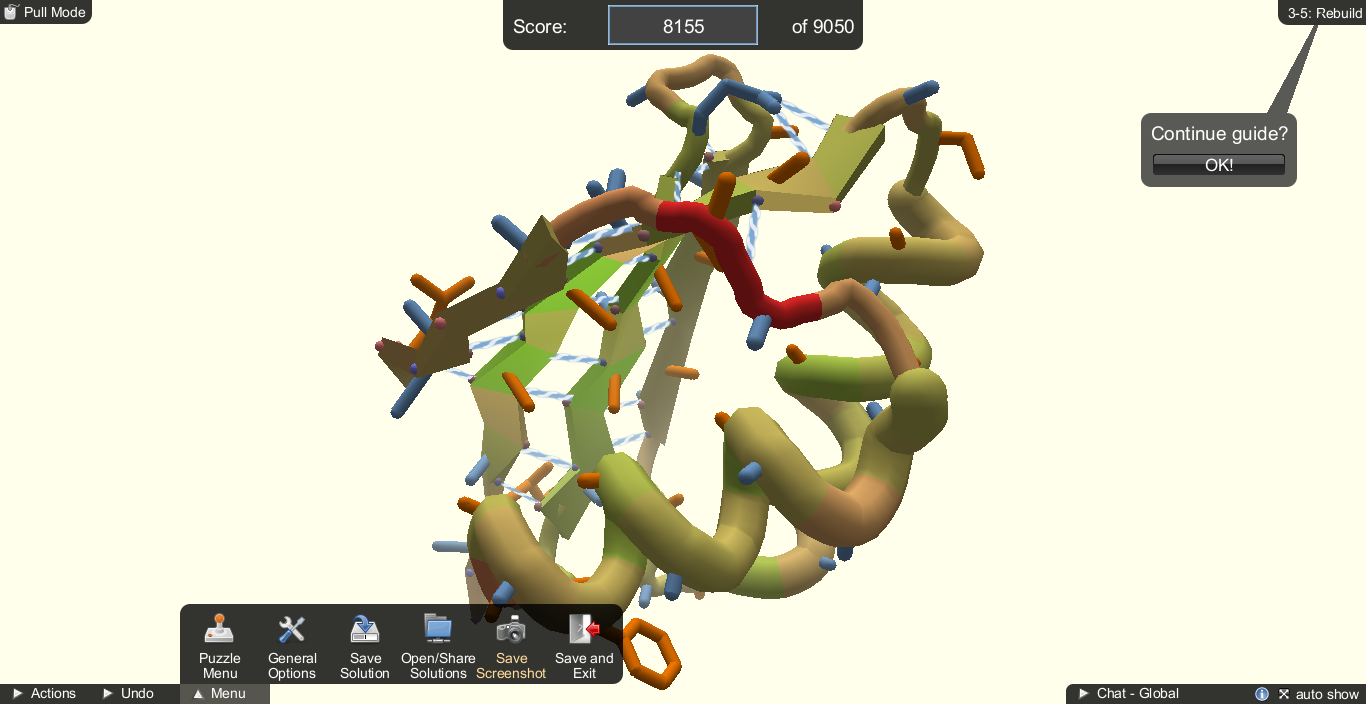 Pull Mode
Score: 8155 of 9050
3-5: Rebuild
Continue guide?
OK!
Puzzle Menu
General Options
Save Solution
Open/Share Solutions
Save Screenshot
Save and Exit
Actions Undo Menu
Chat - Global auto show